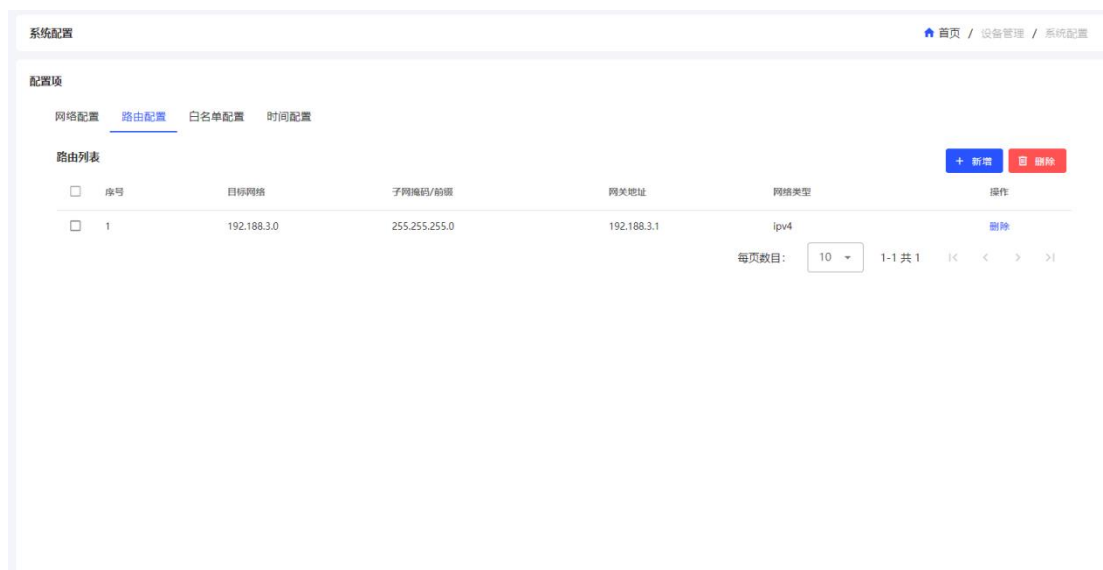 系统配置 首页 / 设备管理 / 系统配置
配置项
网络配置 路由配置 白名单配置 时间配置
路由列表 + 新增 删除
序号 目标网络 子网掩码/前缀 网关地址 网络类型 操作
1 192.188.3.0 255.255.255.0 192.188.3.1 ipv4 删除
每页数目： 10 1-1 共 1